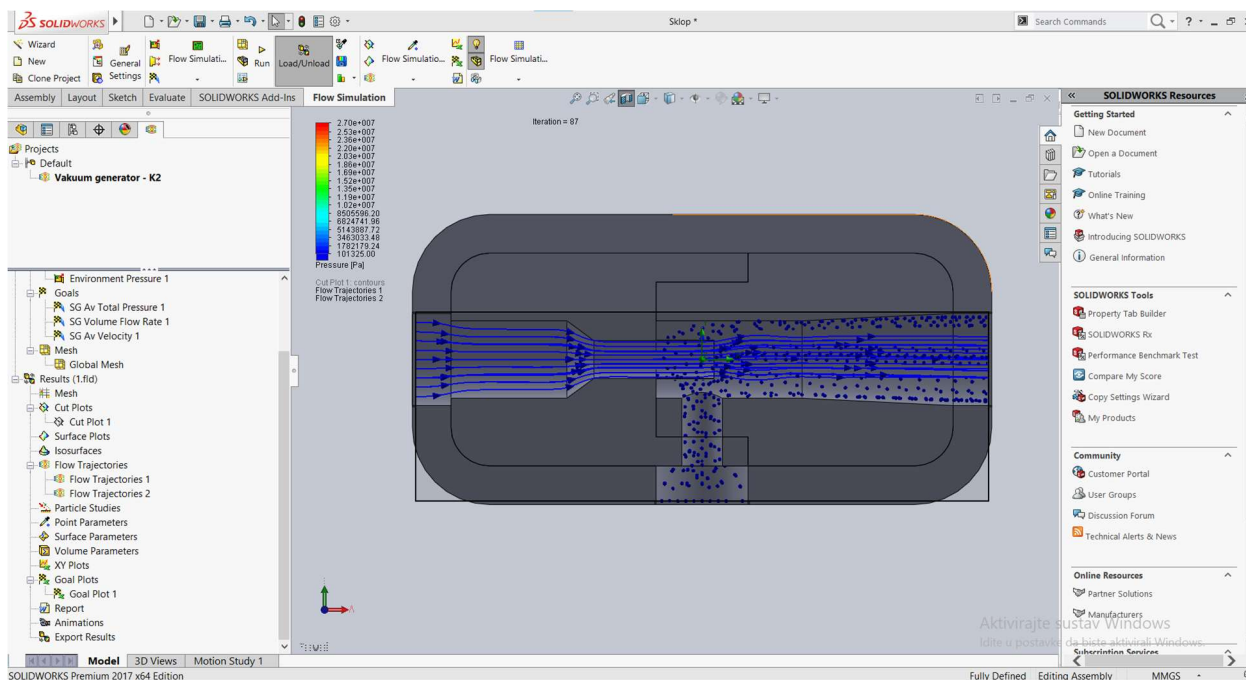 SOLIDWORKS
Sklop *
Search Commands
Wizard
New
Clone Project
General Settings
Flow Simulati...
Run
Load/Unload
Flow Simulatio...
Flow Simulati...
Assembly
Layout
Sketch
Evaluate
SOLIDWORKS Add-Ins
Flow Simulation
Projects
Default
Vakuum generator - K2
Environment Pressure 1
Goals
SG Av Total Pressure 1
SG Volume Flow Rate 1
SG Av Velocity 1
Mesh
Global Mesh
Results (1.fld)
Mesh
Cut Plots
Cut Plot 1
Surface Plots
Isosurfaces
Flow Trajectories
Flow Trajectories 1
Flow Trajectories 2
Particle Studies
Point Parameters
Surface Parameters
Volume Parameters
XY Plots
Goal Plots
Goal Plot 1
Report
Animations
Export Results
2.70e+007
2.53e+007
2.36e+007
2.20e+007
2.03e+007
1.86e+007
1.69e+007
1.52e+007
1.35e+007
1.19e+007
1.02e+007
8505596.20
6824741.96
5143887.72
3463033.48
1782179.24
101325.00
Pressure [Pa]
Cut Plot 1: contours
Flow Trajectories 1
Flow Trajectories 2
Iteration = 87
SOLIDWORKS Resources
Getting Started
New Document
Open a Document
Tutorials
Online Training
What's New
Introducing SOLIDWORKS
General Information
SOLIDWORKS Tools
Property Tab Builder
SOLIDWORKS Rx
Performance Benchmark Test
Compare My Score
Copy Settings Wizard
My Products
Community
Customer Portal
User Groups
Discussion Forum
Technical Alerts & News
Online Resources
Partner Solutions
Manufacturers
Aktivirajte sustav Windows
Idite u postavke da biste aktivirali Windows.
Subscription Services
Model
3D Views
Motion Study 1
SOLIDWORKS Premium 2017 x64 Edition
Fully Defined
Editing Assembly
MMGS